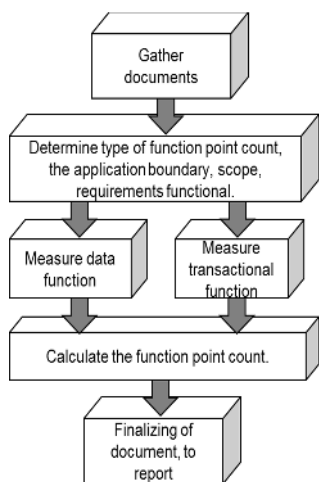 Gather
documents
Determine type of function point count,
the application boundary, scope,
requirements functional.
Measure data
function
Measure
transactional
function
Calculate the function point count.
Finalizing of
document, to
report